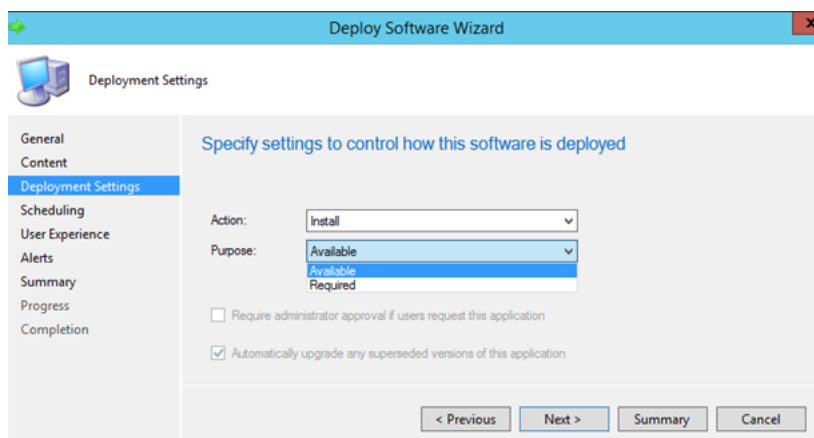 Deploy Software Wizard
x
Deployment Settings
General
Content
Deployment Settings
Scheduling
User Experience
Alerts
Summary
Progress
Completion
Specify settings to control how this software is deployed
Action: Install
Purpose: Available
Available
Required
Require administrator approval if users request this application
Automatically upgrade any superseded versions of this application
< Previous Next > Summary Cancel